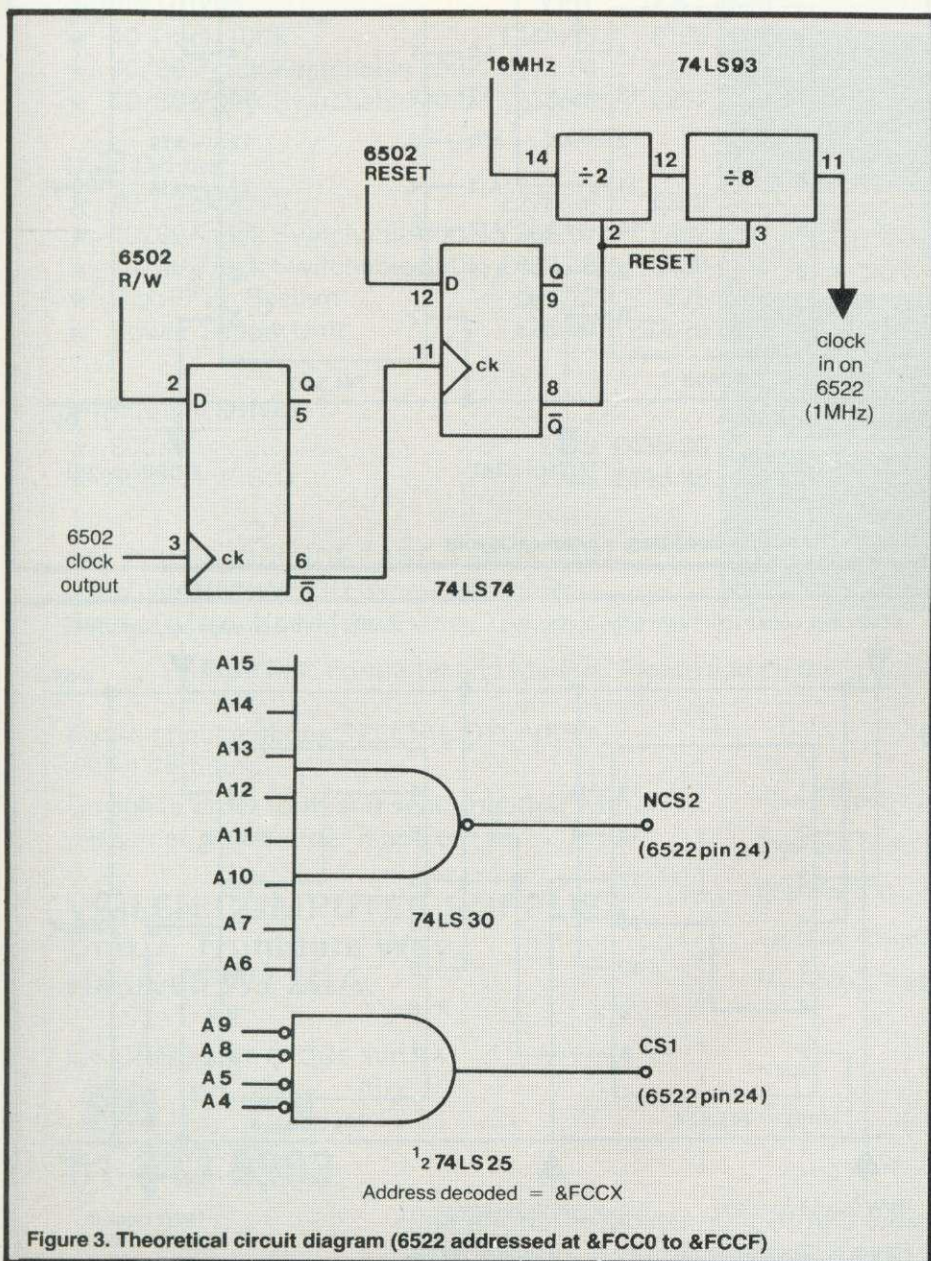 16MHz
74LS93
14
÷2
12
÷8
11
2
3
RESET
6502
RESET
12
D
Q
9
11
ck
8
Q̅
clock
in on
6522
(1MHz)
6502
R/W
2
D
Q
5
6502
clock
output
3
ck
6
Q̅
74LS74
A15
A14
A13
A12
A11
A10
A7
A6
74LS30
NCS2
(6522 pin 24)
A9
A8
A5
A4
CS1
(6522 pin 24)
½ 74LS25
Address decoded = &FCCX
Figure 3. Theoretical circuit diagram (6522 addressed at &FCC0 to &FCCF)